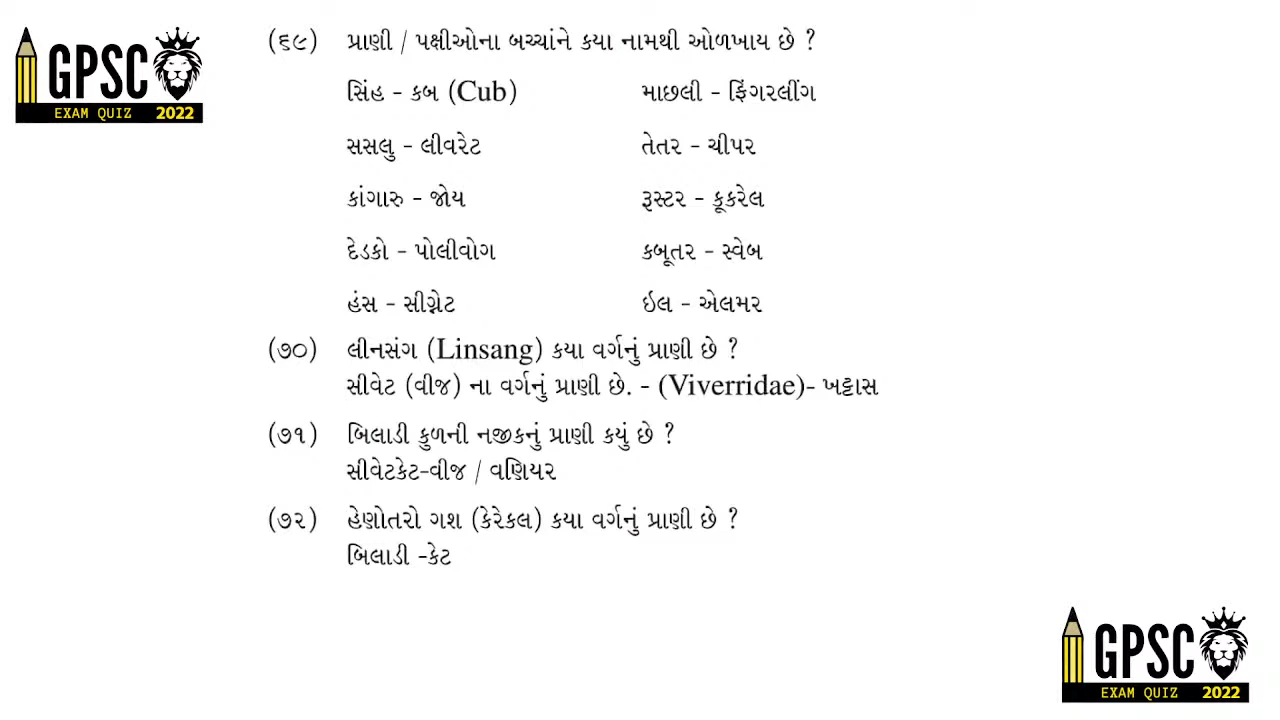 GPSC
EXAM QUIZ 2022
(૬૯) પ્રાણી / પક્ષીઓના બચ્ચાંને કયા નામથી ઓળખાય છે ?
સિંહ - કબ (Cub) માછલી - ફિંગરલીંગ
સસલુ - લીવરેટ તેતર - ચીપર
કાંગારુ - જોય રૂસ્ટર - કૂકરેલ
દેડકો - પોલીવોગ કબૂતર - સ્વેબ
હંસ - સીગ્નેટ ઇલ - એલમર
(૭૦) લીનસંગ (Linsang) કયા વર્ગનું પ્રાણી છે ?
સીવેટ (વીજ) ના વર્ગનું પ્રાણી છે. - (Viverridae)- ખટ્ટાસ
(૭૧) બિલાડી કુળની નજીકનું પ્રાણી કયું છે ?
સીવેટકેટ-વીજ / વણિયર
(૭૨) હેણોતરો ગશ (કેરેકલ) કયા વર્ગનું પ્રાણી છે ?
બિલાડી -કેટ
GPSC
EXAM QUIZ 2022